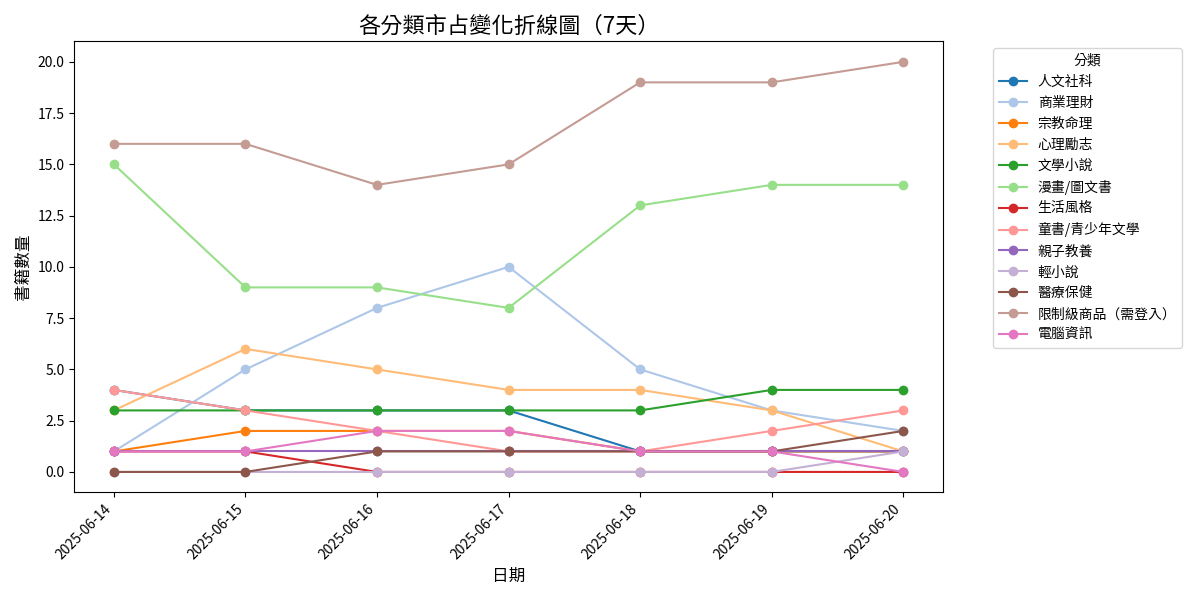 各分類市占變化折線圖（7天）
書籍數量
20.0
17.5
15.0
12.5
10.0
7.5
5.0
2.5
0.0
2025-06-14
2025-06-15
2025-06-16
2025-06-17
2025-06-18
2025-06-19
2025-06-20
日期
分類
人文社科
商業理財
宗教命理
心理勵志
文學小說
漫畫/圖文書
生活風格
童書/青少年文學
親子教養
輕小說
醫療保健
限制級商品（需登入）
電腦資訊